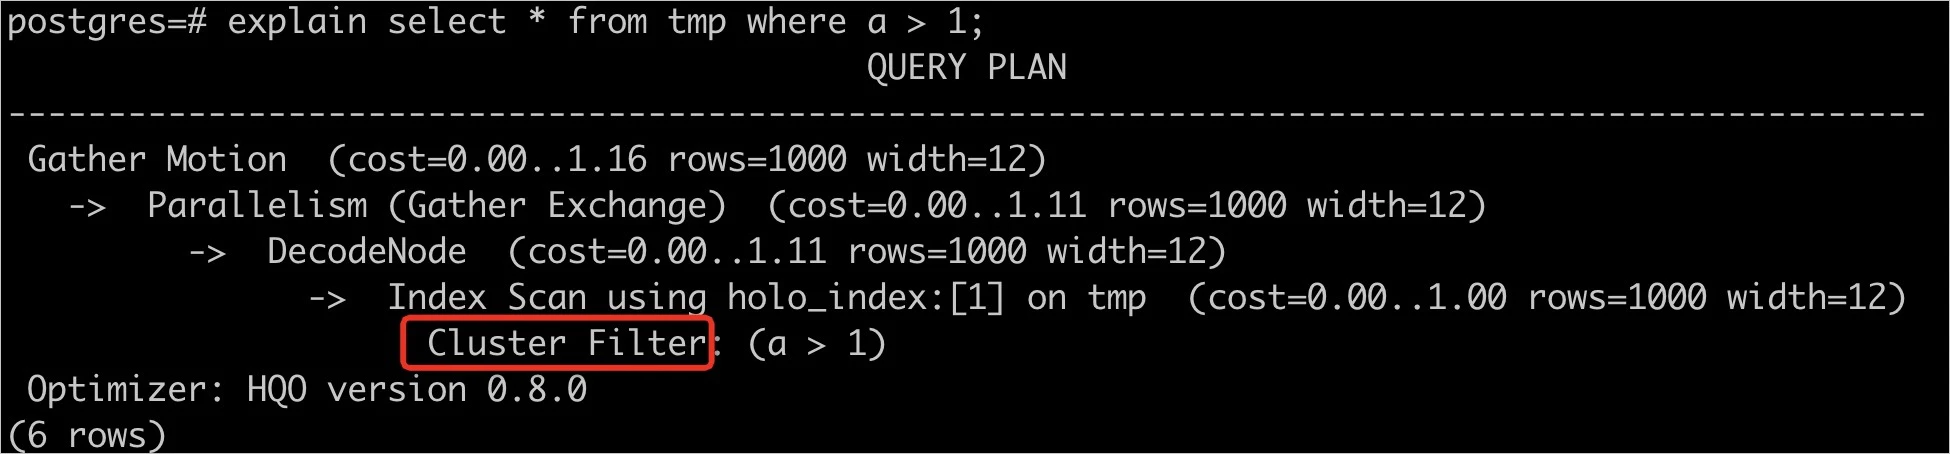 postgres=# explain select * from tmp where a > 1;
QUERY PLAN
------------------------------------------------------------------------------------------------
Gather Motion  (cost=0.00..1.16 rows=1000 width=12)
->  Parallelism (Gather Exchange)  (cost=0.00..1.11 rows=1000 width=12)
->  DecodeNode  (cost=0.00..1.11 rows=1000 width=12)
->  Index Scan using holo_index:[1] on tmp  (cost=0.00..1.00 rows=1000 width=12)
Cluster Filter: (a > 1)
Optimizer: HQO version 0.8.0
(6 rows)